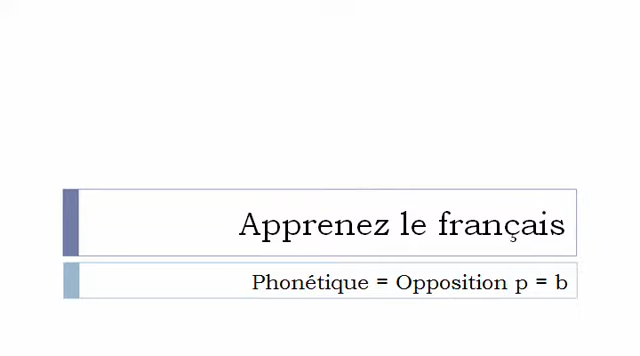 Apprenez le français
Phonétique = Opposition p = b